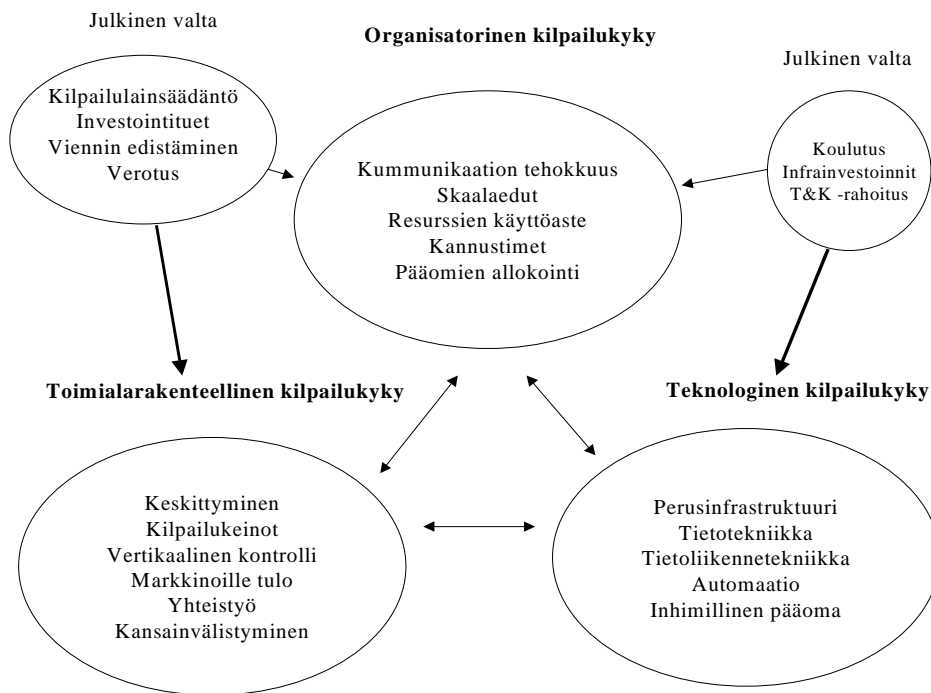 Julkinen valta
Kilpailulainsäädäntö
Investointituet
Viennin edistäminen
Verotus
Organisatorinen kilpailukyky
Kummunikaation tehokkuus
Skaalaedut
Resurssien käyttöaste
Kannustimet
Pääomien allokointi
Julkinen valta
Koulutus
Infrainvestoinnit
T&K -rahoitus
Toimialarakenteellinen kilpailukyky
Keskittyminen
Kilpailukeinot
Vertikaalinen kontrolli
Markkinoille tulo
Yhteistyö
Kansainvälistyminen
Teknologinen kilpailukyky
Perusinfrastruktuuri
Tietotekniikka
Tietoliikennetekniikka
Automaatio
Inhimillinen pääoma